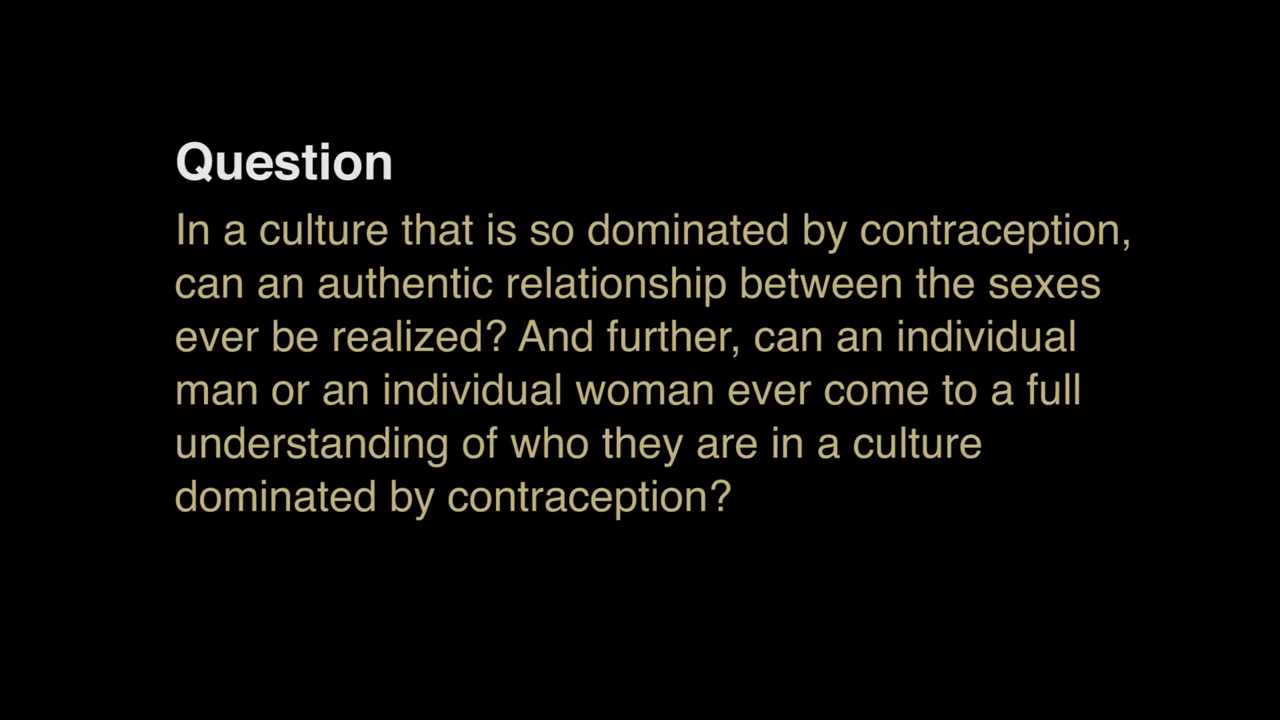 Question
In a culture that is so dominated by contraception,
can an authentic relationship between the sexes
ever be realized? And further, can an individual
man or an individual woman ever come to a full
understanding of who they are in a culture
dominated by contraception?